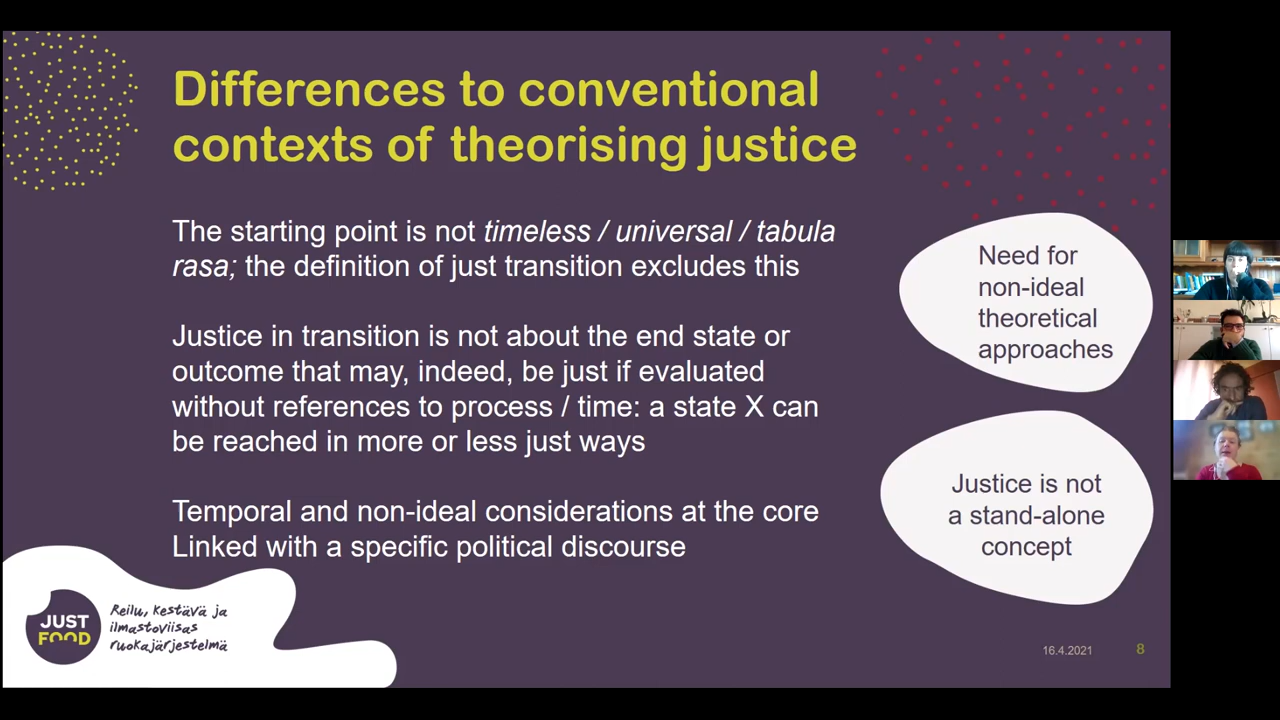 Differences to conventional
contexts of theorising justice
The starting point is not timeless / universal / tabula
rasa; the definition of just transition excludes this
Justice in transition is not about the end state or
outcome that may, indeed, be just if evaluated
without references to process / time: a state X can
be reached in more or less just ways
Temporal and non-ideal considerations at the core
Linked with a specific political discourse
Need for
non-ideal
theoretical
approaches
Justice is not
a stand-alone
concept
JUST
FOOD
Reilu, kestävä ja
ilmastoviisas
ruokajärjestelmä
16.4.2021
8